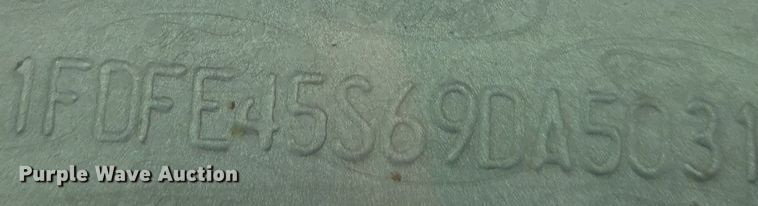 1FDFE45S69DA5031
Purple Wave Auction